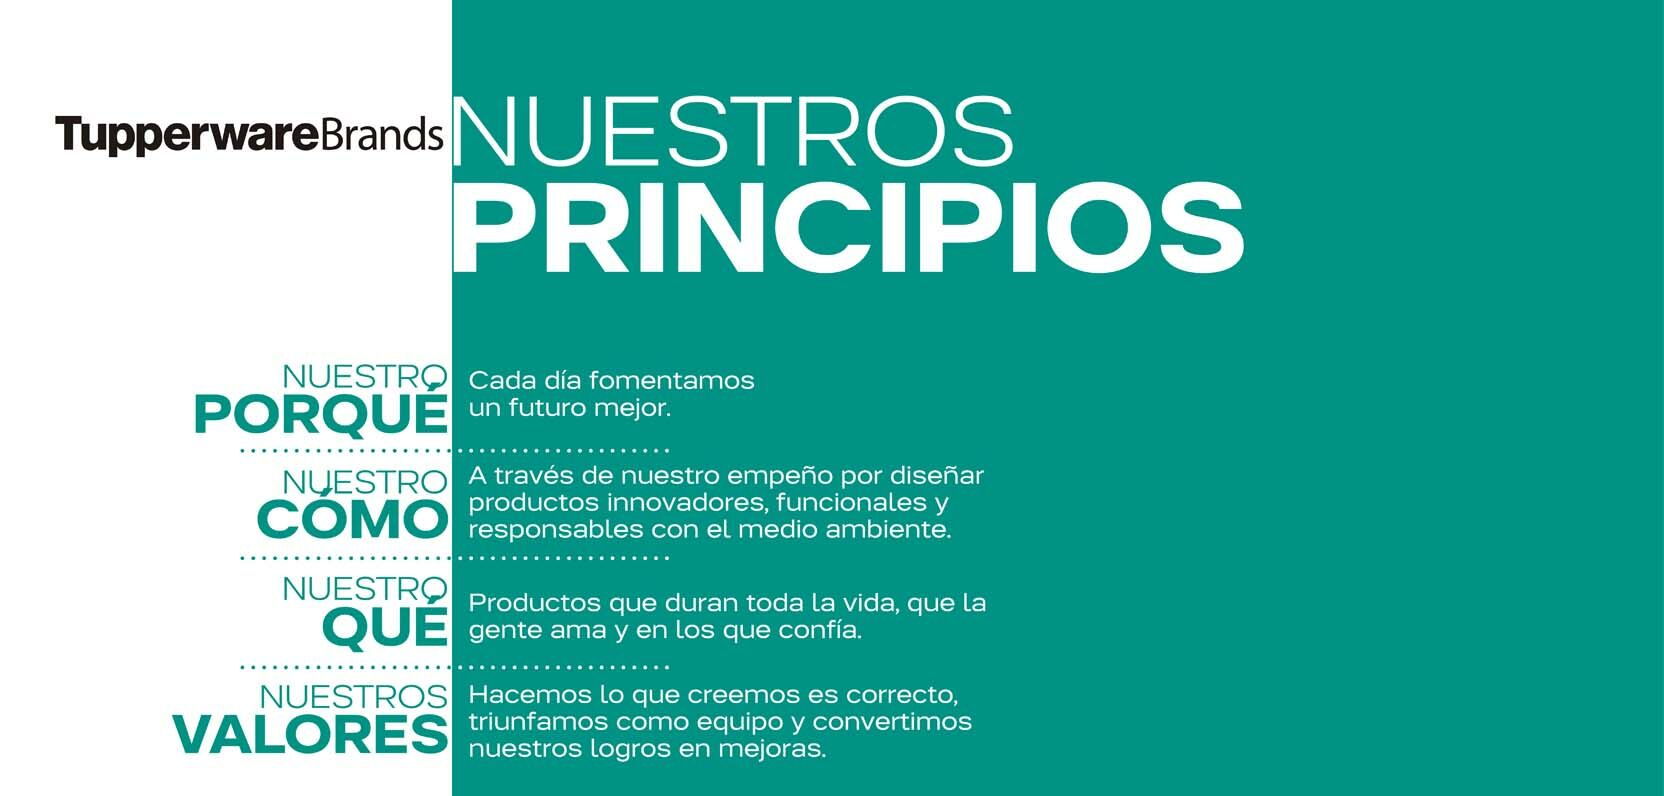 TupperwareBrands
NUESTROS
PRINCIPIOS
NUESTRO
PORQUÉ
Cada día fomentamos
un futuro mejor.
NUESTRO
CÓMO
A través de nuestro empeño por diseñar
productos innovadores, funcionales y
responsables con el medio ambiente.
NUESTRO
QUÉ
Productos que duran toda la vida, que la
gente ama y en los que confía.
NUESTROS
VALORES
Hacemos lo que creemos es correcto,
triunfamos como equipo y convertimos
nuestros logros en mejoras.